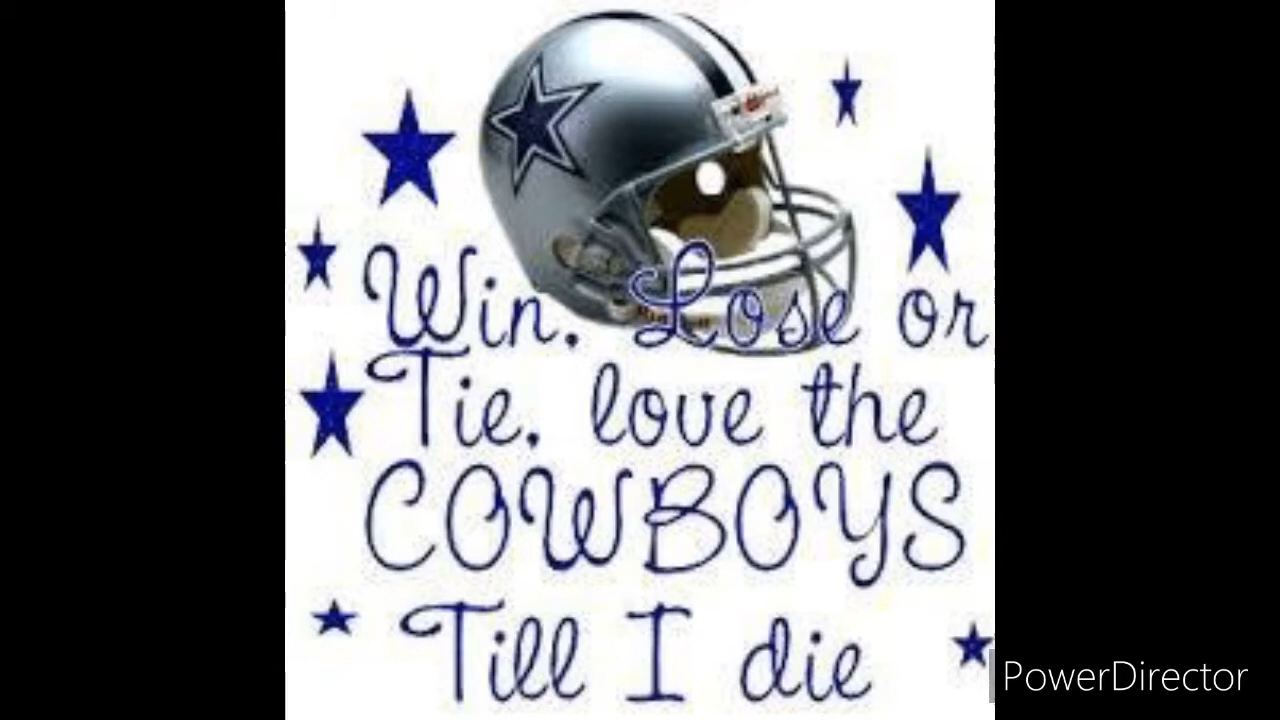 Win. Lose or
Tie. love the
COWBOYS
Till I die
PowerDirector